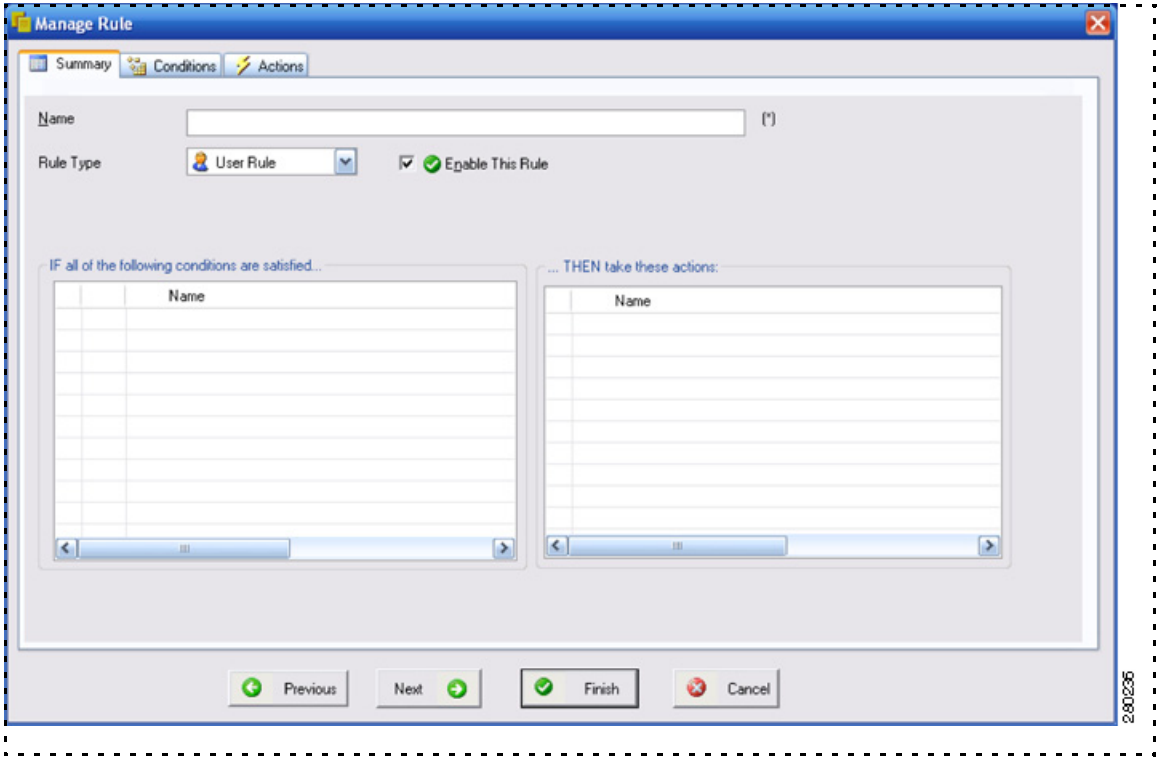 Manage Rule
Summary Conditions Actions
Name (*)
Rule Type User Rule Enable This Rule
IF all of the following conditions are satisfied... ... THEN take these actions:
Name Name
Previous Next Finish Cancel
280235